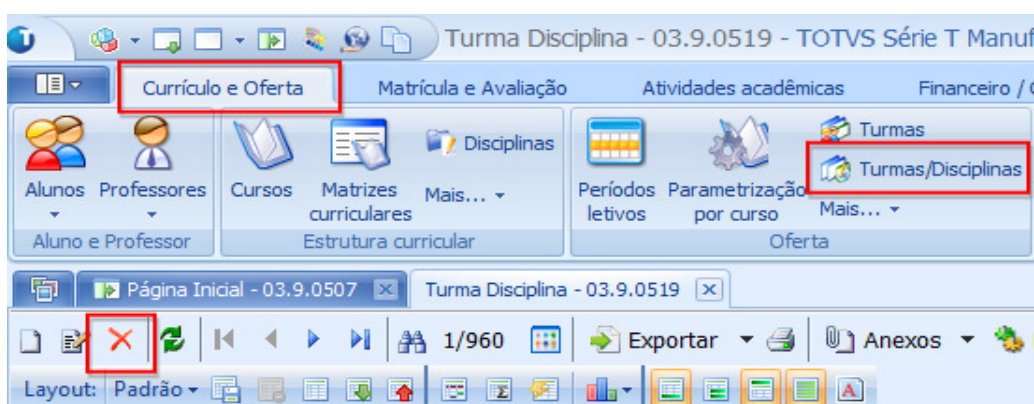 Turma Disciplina - 03.9.0519 - TOTVS Série T Manuf
Currículo e Oferta Matrícula e Avaliação Atividades acadêmicas Financeiro /
Alunos Professores Cursos Matrizes curriculares Disciplinas Mais... Períodos letivos Parametrização por curso Turmas Turmas/Disciplinas Mais...
Aluno e Professor Estrutura curricular Oferta
Página Inicial - 03.9.0507 Turma Disciplina - 03.9.0519
1/960 Exportar Anexos
Layout: Padrão